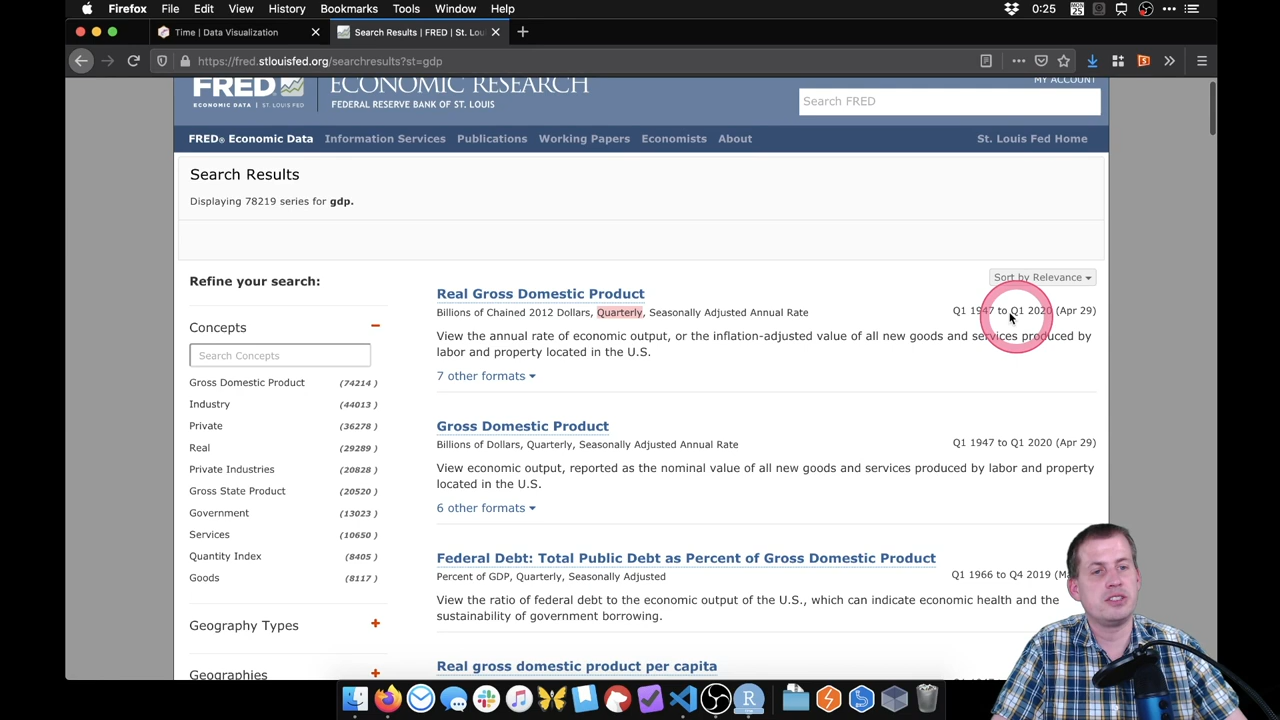 Firefox File Edit View History Bookmarks Tools Window Help 0:25 MON 25
Time | Data Visualization
Search Results | FRED | St. Lou
https://fred.stlouisfed.org/searchresults?st=gdp
FRED
ECONOMIC DATA | ST. LOUIS FED
ECONOMIC RESEARCH
FEDERAL RESERVE BANK OF ST. LOUIS
MY ACCOUNT
Search FRED
FRED® Economic Data Information Services Publications Working Papers Economists About St. Louis Fed Home
Search Results
Displaying 78219 series for gdp.
Refine your search:
Concepts
Search Concepts
Gross Domestic Product (74214 )
Industry (44013 )
Private (36278 )
Real (29289 )
Private Industries (20828 )
Gross State Product (20520 )
Government (13023 )
Services (10650 )
Quantity Index (8405 )
Goods (8117 )
Geography Types
Geographies
Sort by Relevance
Real Gross Domestic Product
Billions of Chained 2012 Dollars, Quarterly, Seasonally Adjusted Annual Rate
Q1 1947 to Q1 2020 (Apr 29)
View the annual rate of economic output, or the inflation-adjusted value of all new goods and services produced by
labor and property located in the U.S.
7 other formats
Gross Domestic Product
Billions of Dollars, Quarterly, Seasonally Adjusted Annual Rate
Q1 1947 to Q1 2020 (Apr 29)
View economic output, reported as the nominal value of all new goods and services produced by labor and property
located in the U.S.
6 other formats
Federal Debt: Total Public Debt as Percent of Gross Domestic Product
Percent of GDP, Quarterly, Seasonally Adjusted
Q1 1966 to Q4 2019
View the ratio of federal debt to the economic output of the U.S., which can indicate economic health and the
sustainability of government borrowing.
Real gross domestic product per capita